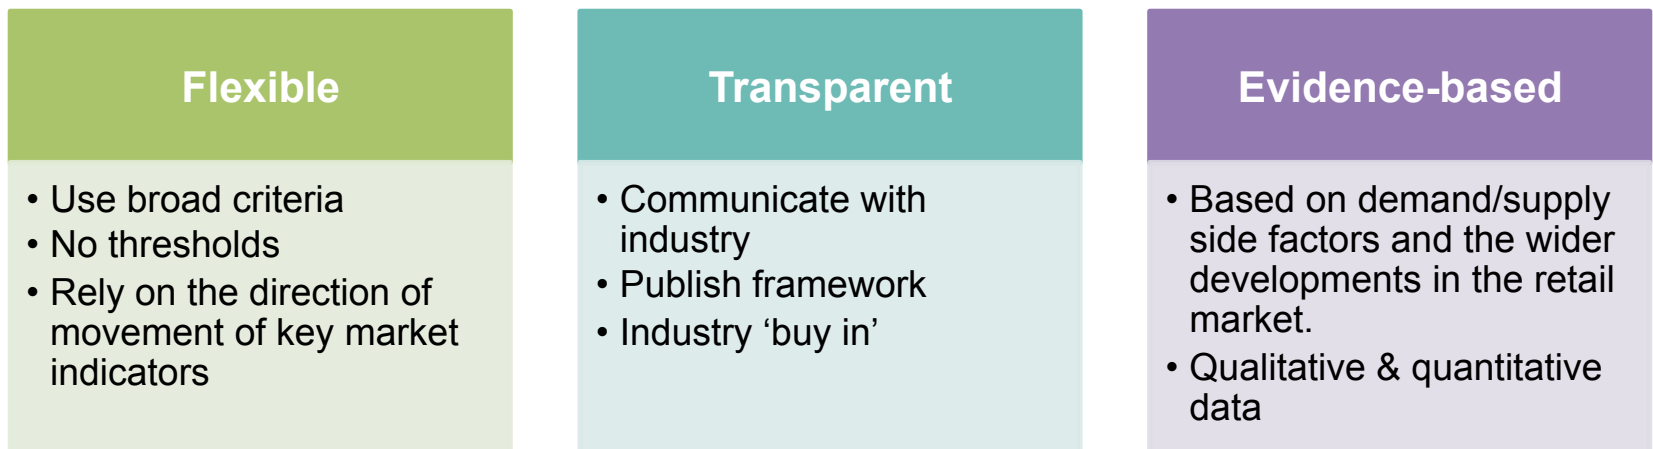 Flexible
• Use broad criteria
• No thresholds
• Rely on the direction of
movement of key market
indicators
Transparent
• Communicate with
industry
• Publish framework
• Industry ‘buy in’
Evidence-based
• Based on demand/supply
side factors and the wider
developments in the retail
market.
• Qualitative & quantitative
data